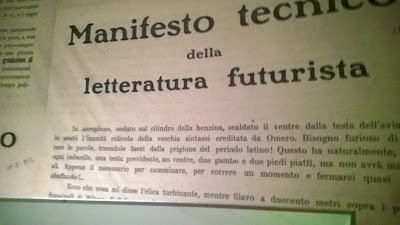 Manifesto tecnico
della
letteratura futurista
In aeroplano, seduto sul cilindro della benzina, scaldato il ventre dalla testa dell'avia
io sentii l'inanità ridicola della vecchia sintassi ereditata da Omero. Bisogno furioso di
rare le parole, traendole fuori dalla prigione del periodo latino! Questo ha naturalmente,
ogni imbecille, una testa previdente, un ventre, due gambe e due piedi piatti, ma non avrà mai
ali. Appena il necessario per camminare, per correre un momento e fermarsi quasi
sbuffando!..
Ecco che cosa mi disse l'elica turbinante, mentre filavo a duecento metri sopra i